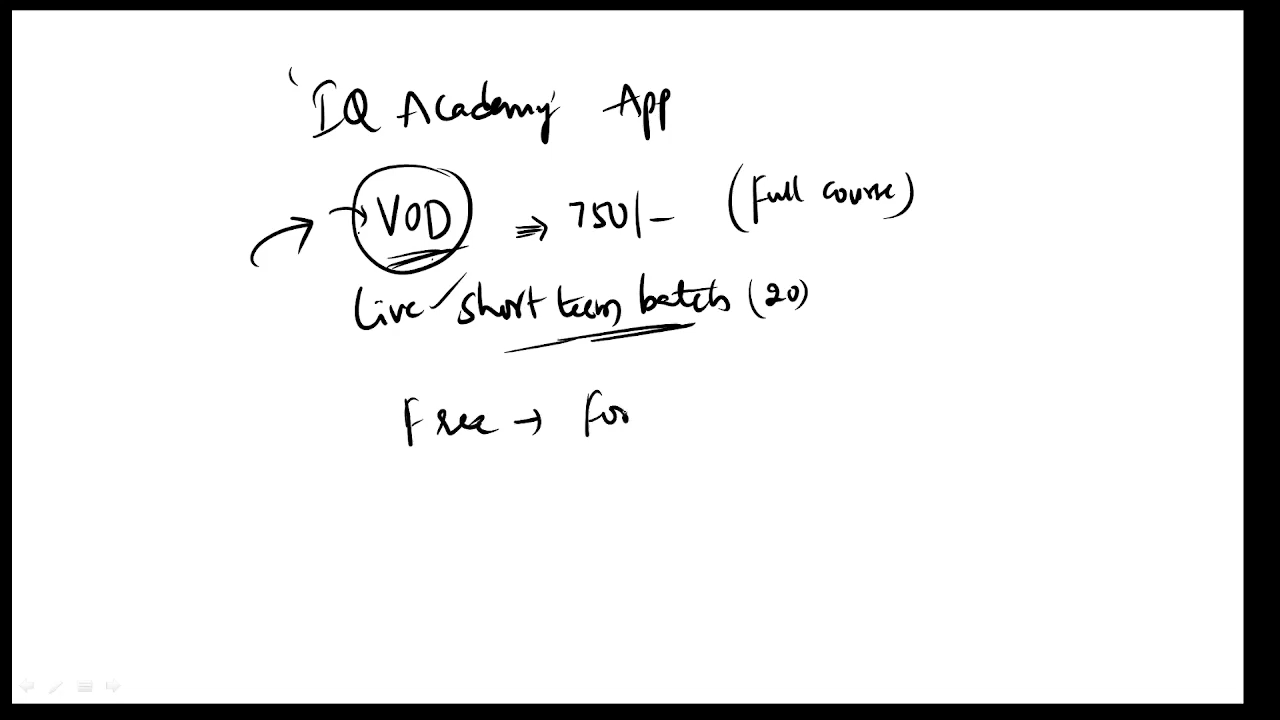 IQ Academy App
VOD ⇒ 750/- (Full course)
Live/short term batch (20)
Free → For